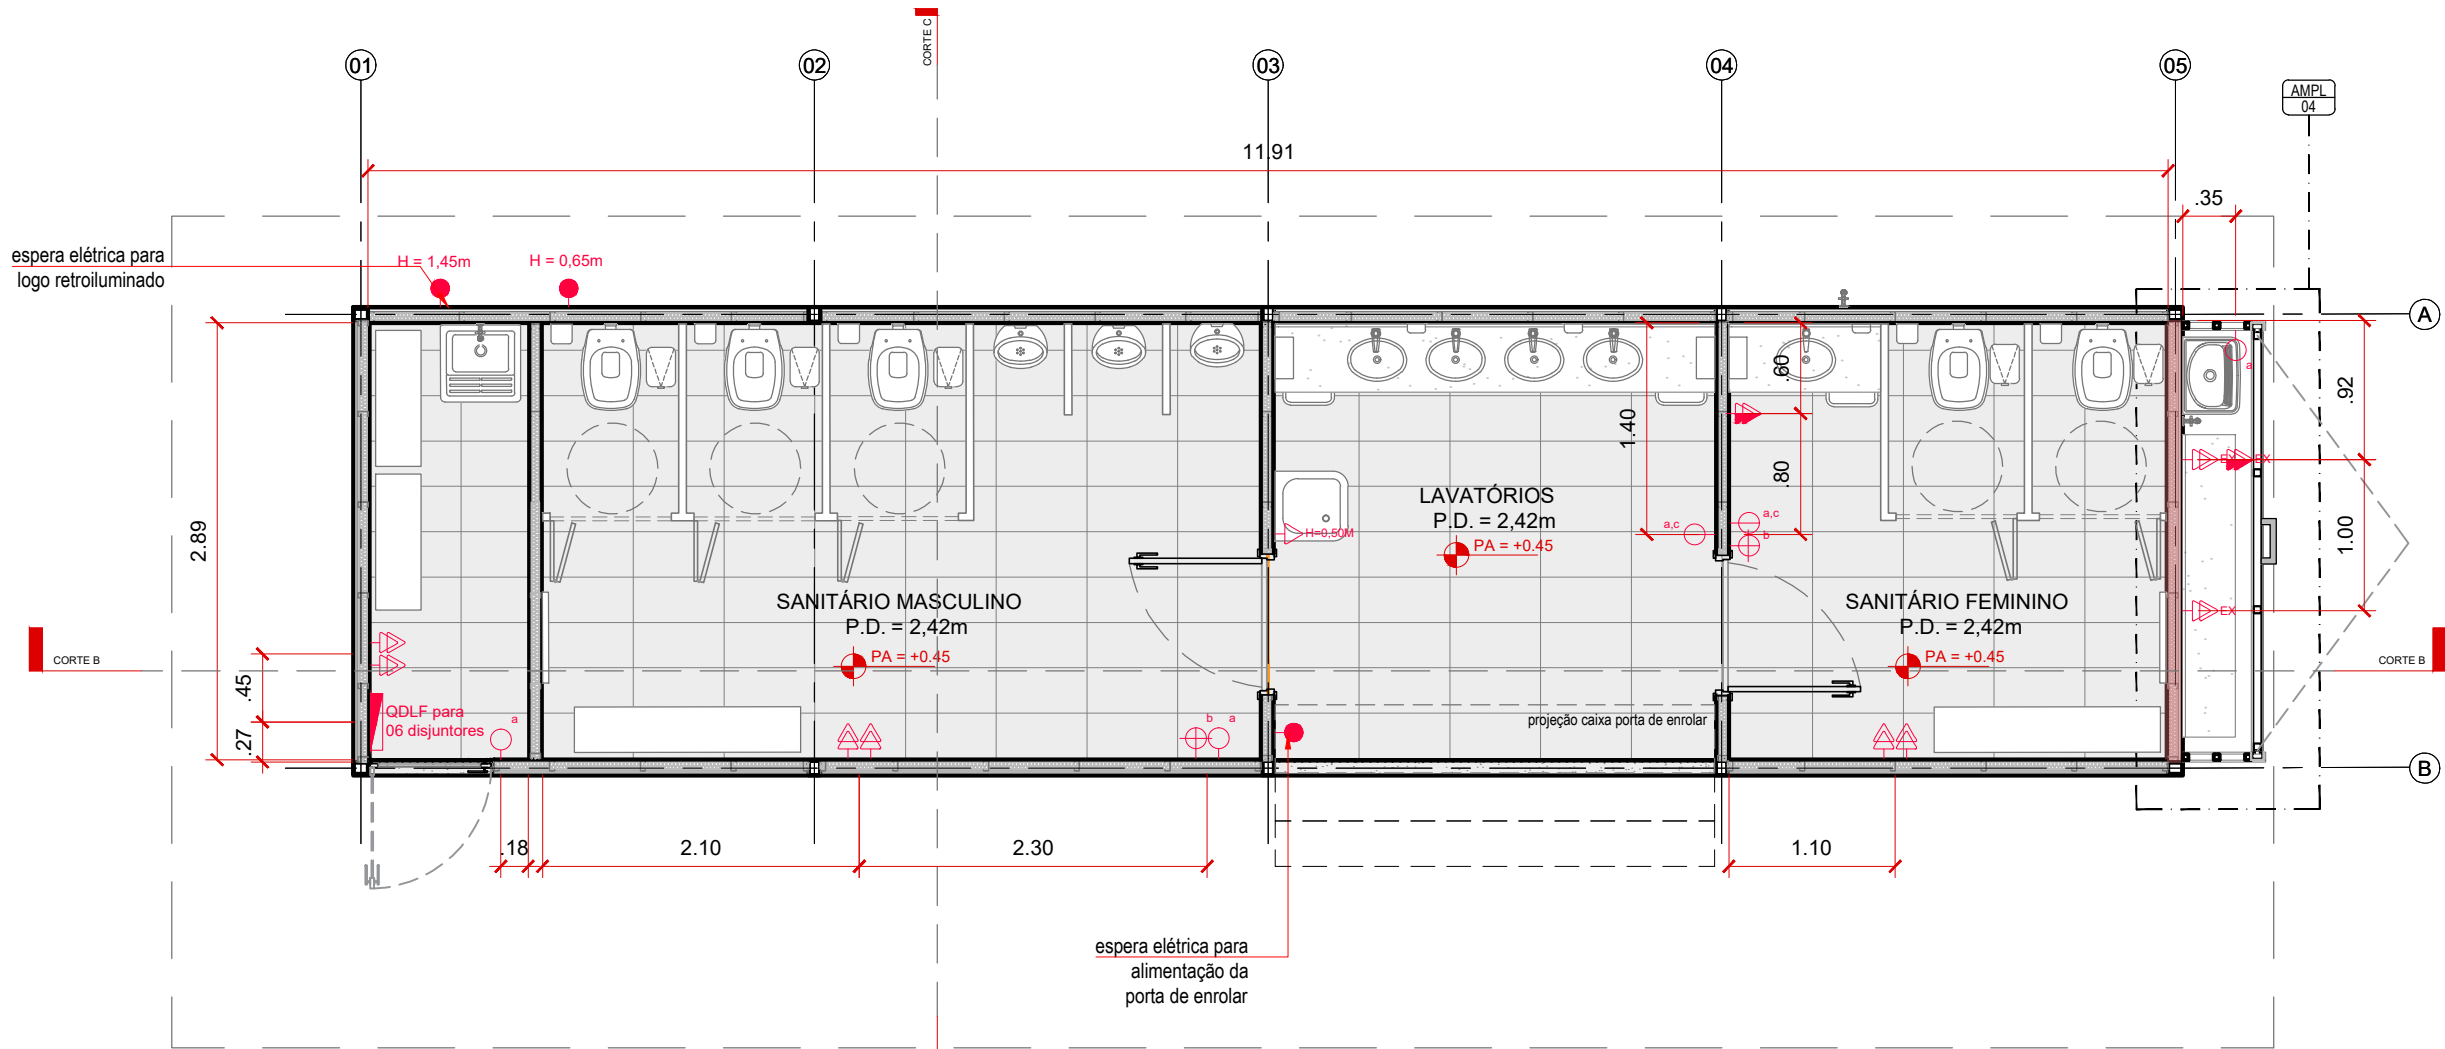 CORTE C
01
02
03
04
05
AMPL
04
11.91
.35
espera elétrica para
logo retroiluminado
H = 1,45m
H = 0,65m
A
.60
.92
1.40
.80
2.89
LAVATÓRIOS
P.D. = 2,42m
PA = +0.45
H=0,50M
a,c
a,c
b
a
EX
EX
EX
1.00
SANITÁRIO MASCULINO
P.D. = 2,42m
PA = +0.45
SANITÁRIO FEMININO
P.D. = 2,42m
PA = +0.45
CORTE B
CORTE B
.45
.27
QDLF para
06 disjuntores
a
b a
projeção caixa porta de enrolar
B
.18
2.10
2.30
1.10
espera elétrica para
alimentação da
porta de enrolar